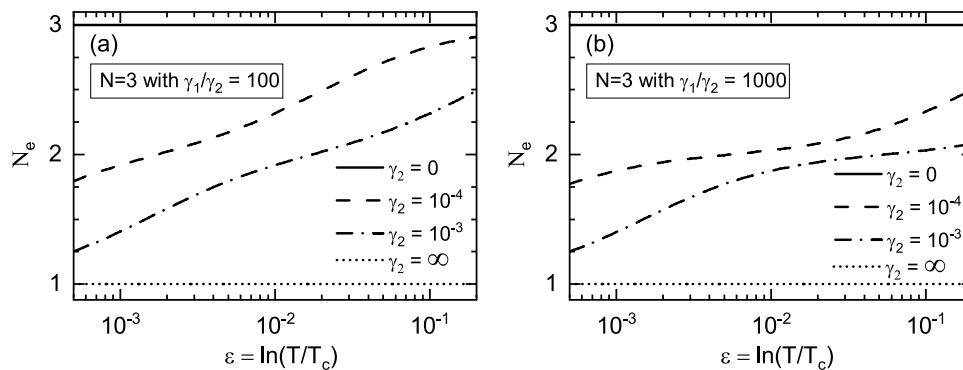 (a)
N=3 with γ₁/γ₂ = 100
Nₑ
3
2
1
γ₂ = 0
γ₂ = 10⁻⁴
γ₂ = 10⁻³
γ₂ = ∞
10⁻³ 10⁻² 10⁻¹
ε = ln(T/T_c)
(b)
N=3 with γ₁/γ₂ = 1000
Nₑ
3
2
1
γ₂ = 0
γ₂ = 10⁻⁴
γ₂ = 10⁻³
γ₂ = ∞
10⁻³ 10⁻² 10⁻¹
ε = ln(T/T_c)